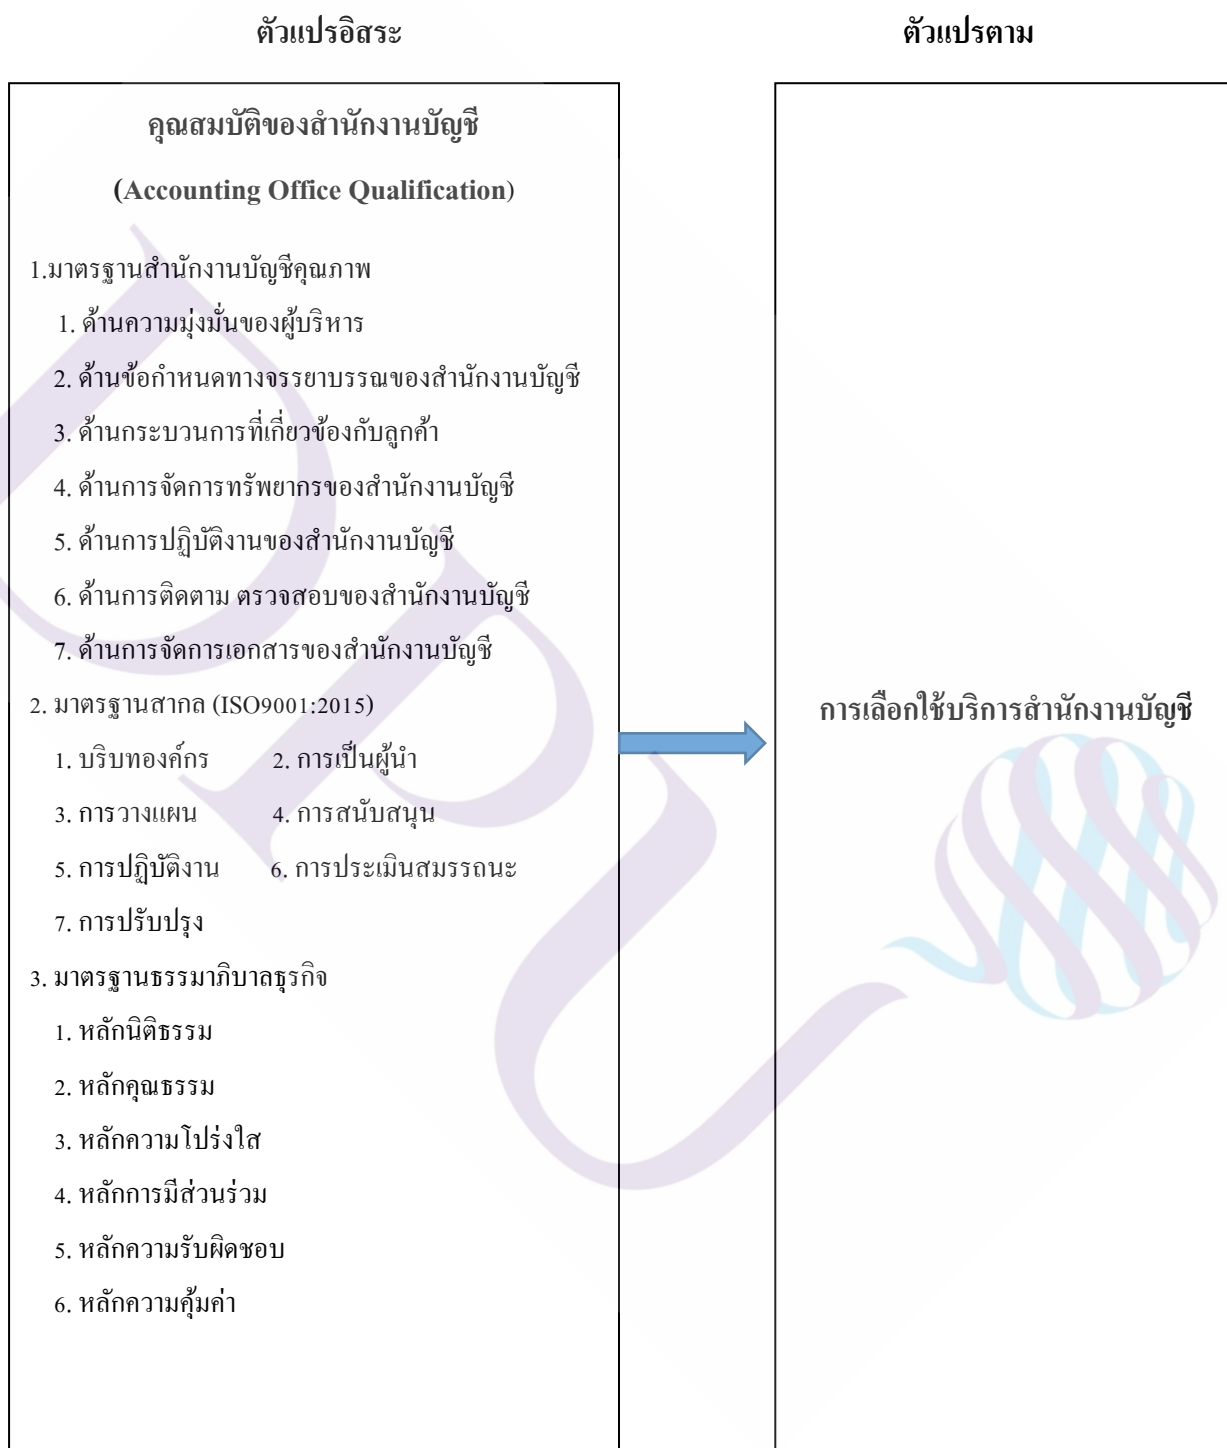 ตัวแปรอิสระ ตัวแปรตาม
คุณสมบัติของสำนักงานบัญชี
(Accounting Office Qualification)
1.มาตรฐานสำนักงานบัญชีคุณภาพ
1. ด้านความมุ่งมั่นของผู้บริหาร
2. ด้านข้อกำหนดทางจรรยาบรรณของสำนักงานบัญชี
3. ด้านกระบวนการที่เกี่ยวข้องกับลูกค้า
4. ด้านการจัดการทรัพยากรของสำนักงานบัญชี
5. ด้านการปฏิบัติงานของสำนักงานบัญชี
6. ด้านการติดตาม ตรวจสอบของสำนักงานบัญชี
7. ด้านการจัดการเอกสารของสำนักงานบัญชี
2. มาตรฐานสากล (ISO9001:2015)
1. บริบทองค์กร 2. การเป็นผู้นำ
3. การวางแผน 4. การสนับสนุน
5. การปฏิบัติงาน 6. การประเมินสมรรถนะ
7. การปรับปรุง
3. มาตรฐานธรรมาภิบาลธุรกิจ
1. หลักนิติธรรม
2. หลักคุณธรรม
3. หลักความโปร่งใส
4. หลักการมีส่วนร่วม
5. หลักความรับผิดชอบ
6. หลักความคุ้มค่า
การเลือกใช้บริการสำนักงานบัญชี
DPU